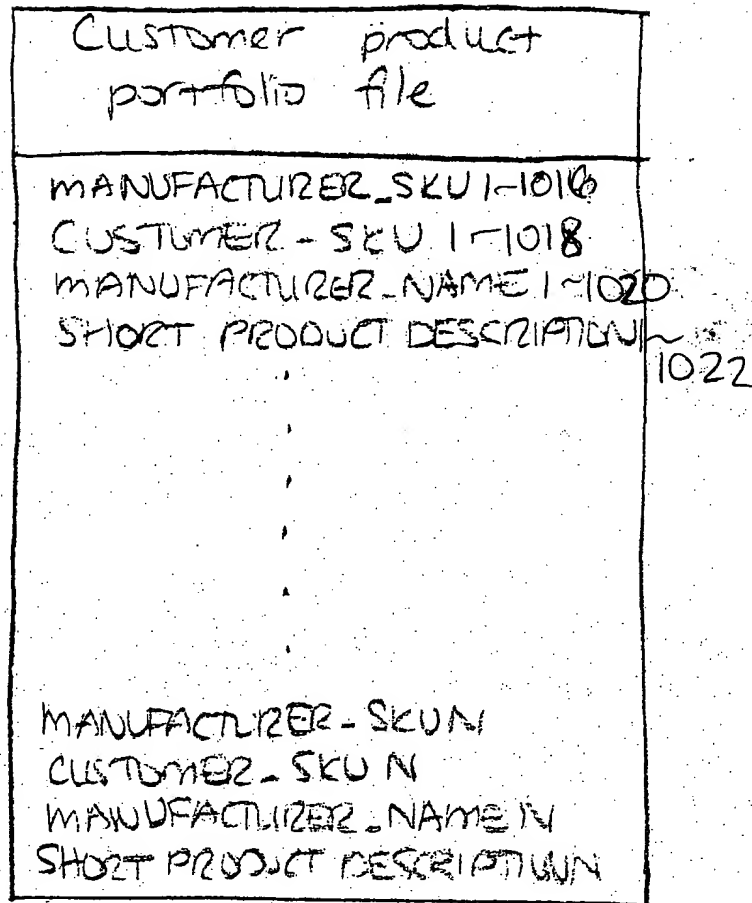 Customer product
portfolio file
MANUFACTURER_SKU 1~1016
CUSTOMER-SKU 1~1018
MANUFACTURER_NAME 1~1020
SHORT PRODUCT DESCRIPTION 1~
1022
MANUFACTURER-SKU N
CUSTOMER-SKU N
MANUFACTURER-NAME N
SHORT PRODUCT DESCRIPTION N